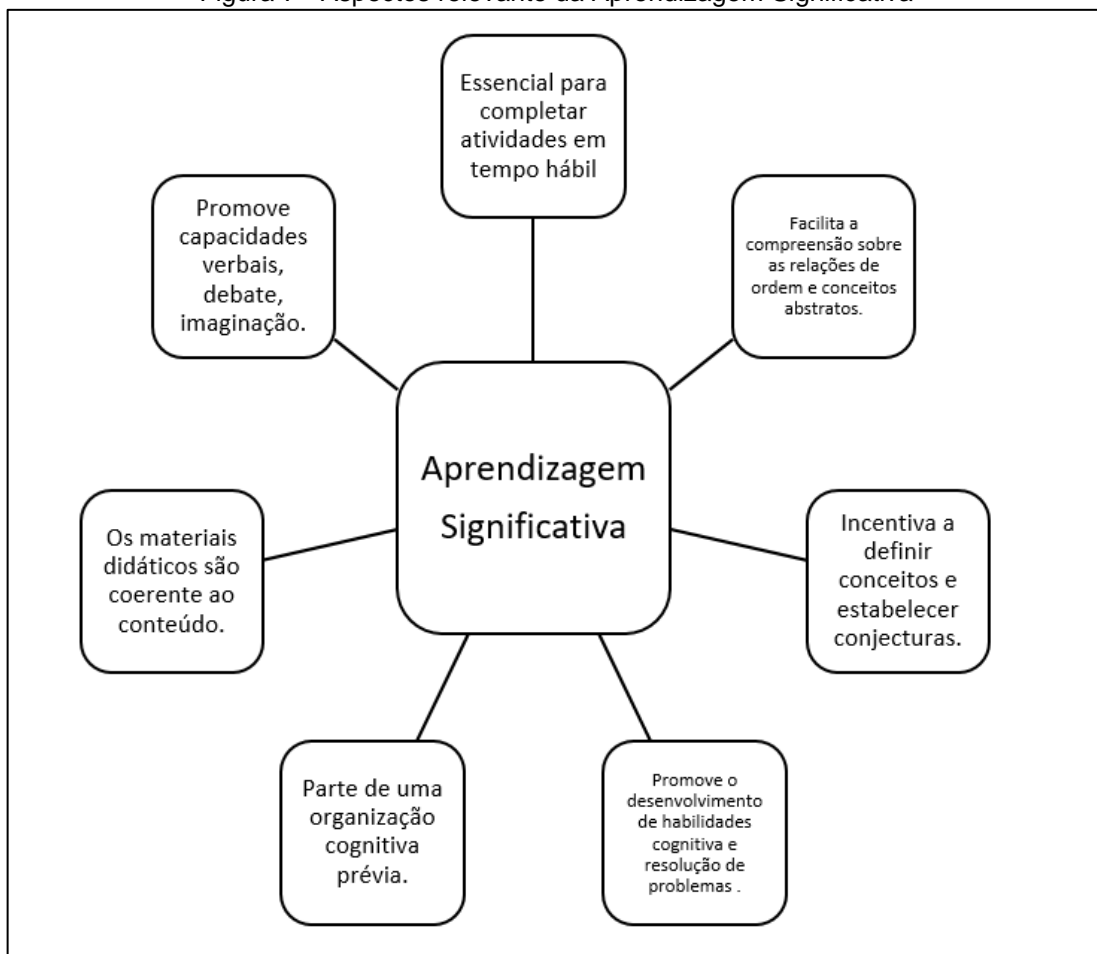 Aspectos relevante da Aprendizagem Significativa
Essencial para
completar
atividades em
tempo hábil
Promove
capacidades
verbais,
debate,
imaginação.
Facilita a
compreensão sobre
as relações de
ordem e conceitos
abstratos.
Aprendizagem
Significativa
Os materiais
didáticos são
coerente ao
conteúdo.
Incentiva a
definir
conceitos e
estabelecer
conjecturas.
Parte de uma
organização
cognitiva
prévia.
Promove o
desenvolvimento
de habilidades
cognitiva e
resolução de
problemas .